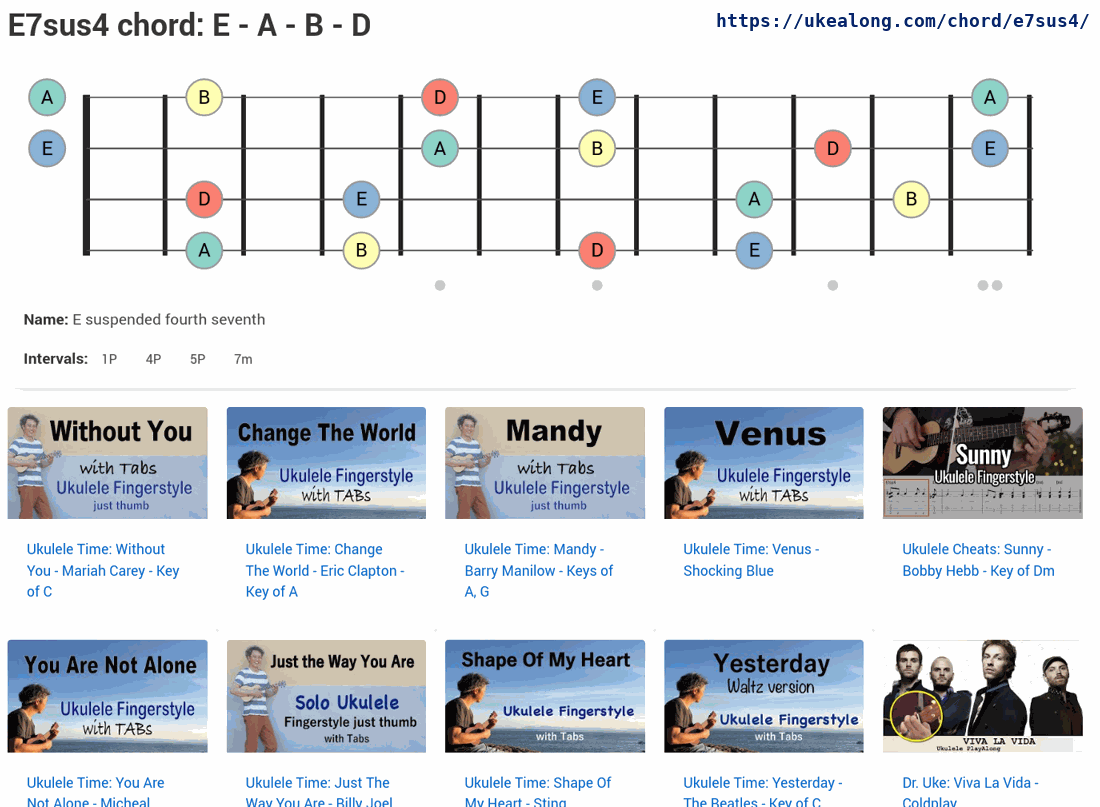 E7sus4 chord: E - A - B - D
https://ukealong.com/chord/e7sus4/
A B D E A
E A B D E
D E A B
A B D E
Name: E suspended fourth seventh
Intervals: 1P 4P 5P 7m
Without You
with Tabs
Ukulele Fingerstyle
just thumb
Change The World
Ukulele Fingerstyle
with TABs
Mandy
with Tabs
Ukulele Fingerstyle
just thumb
Venus
Ukulele Fingerstyle
with TABs
Sunny
Ukulele Fingerstyle
Ukulele Time: Without
You - Mariah Carey - Key
of C
Ukulele Time: Change
The World - Eric Clapton -
Key of A
Ukulele Time: Mandy -
Barry Manilow - Keys of
A, G
Ukulele Time: Venus -
Shocking Blue
Ukulele Cheats: Sunny -
Bobby Hebb - Key of Dm
You Are Not Alone
Ukulele Fingerstyle
with TABs
Just the Way You Are
Solo Ukulele
Fingerstyle just thumb
with Tabs
Shape Of My Heart
Ukulele Fingerstyle
with Tabs
Yesterday
Waltz version
Ukulele Fingerstyle
with Tabs
VIVA LA VIDA
Ukulele PlayAlong
Ukulele Time: You Are
Not Alone - Micheal
Ukulele Time: Just The
Way You Are - Billy Joel
Ukulele Time: Shape Of
My Heart - Sting
Ukulele Time: Yesterday -
The Beatles - Key of C
Dr. Uke: Viva La Vida -
Coldplay